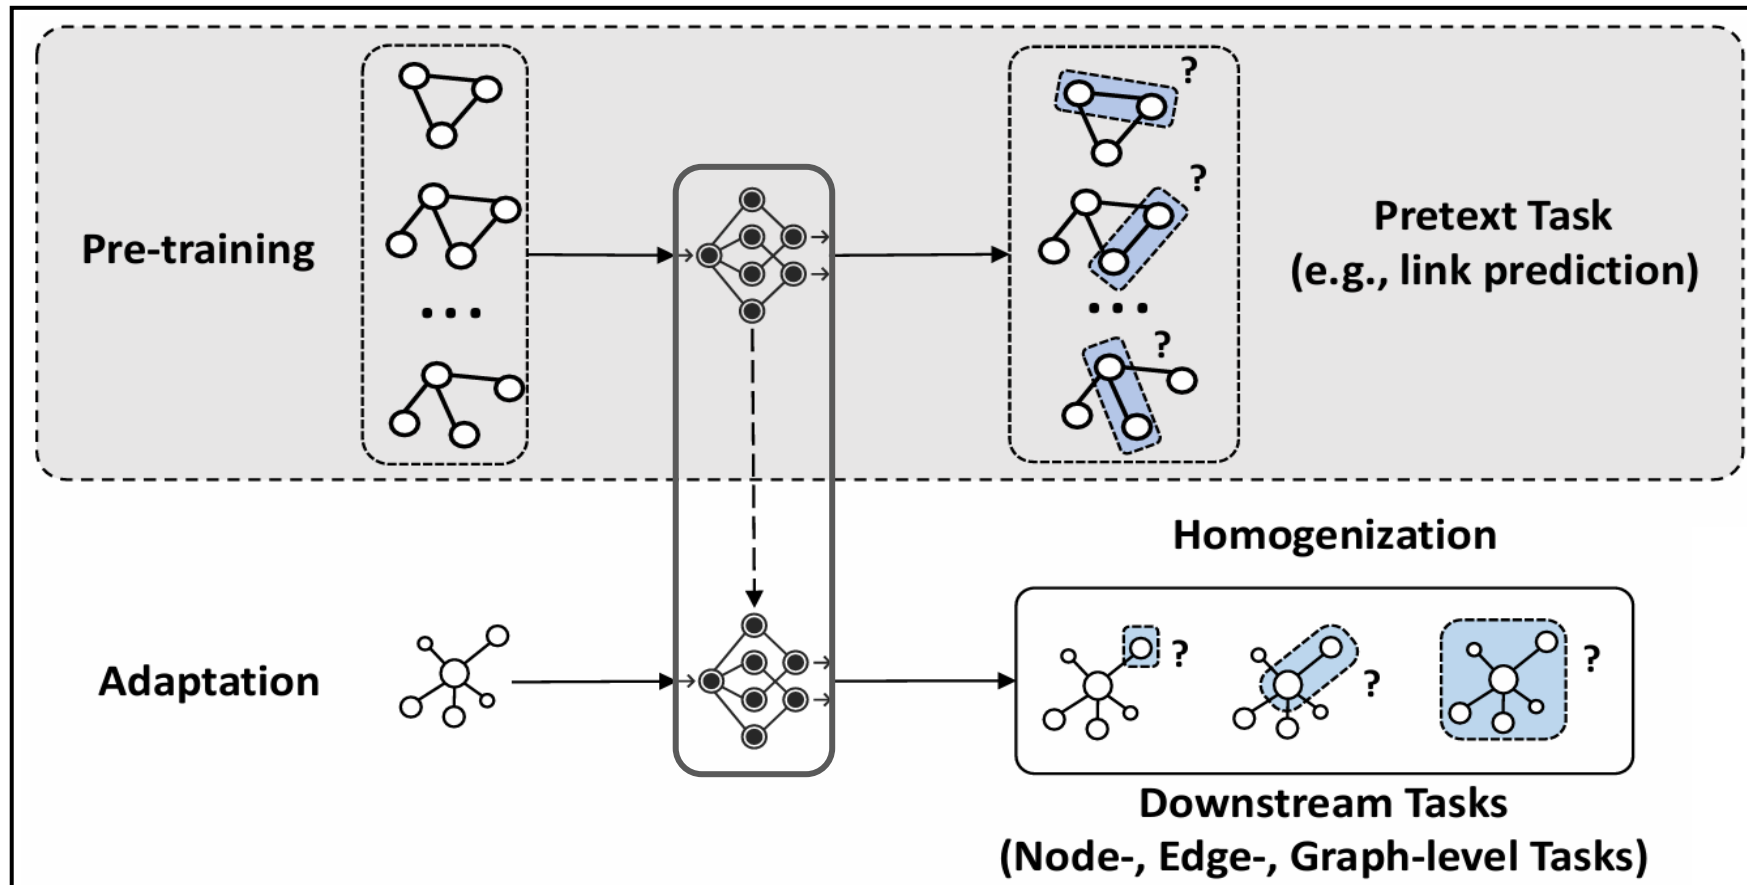 ?
Pre-training
?
Pretext Task
(e.g., link prediction)
...
...
?
Homogenization
Adaptation
?
?
?
Downstream Tasks
(Node-, Edge-, Graph-level Tasks)